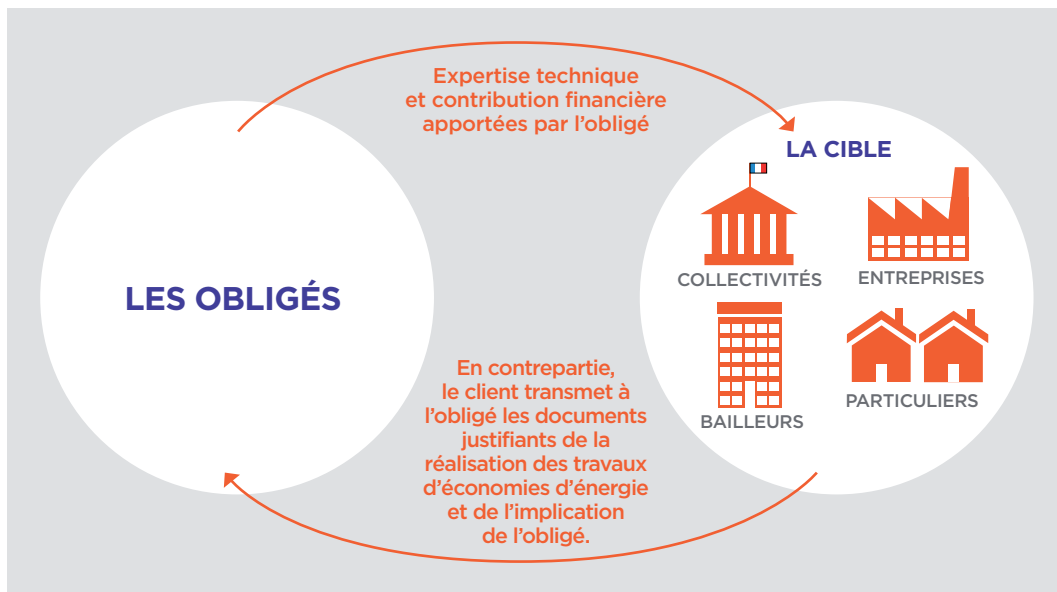 Expertise technique
et contribution financière
apportées par l'obligé
LES OBLIGÉS
LA CIBLE
COLLECTIVITÉS
ENTREPRISES
BAILLEURS
PARTICULIERS
En contrepartie,
le client transmet à
l'obligé les documents
justifiants de la
réalisation des travaux
d'économies d'énergie
et de l'implication
de l'obligé.